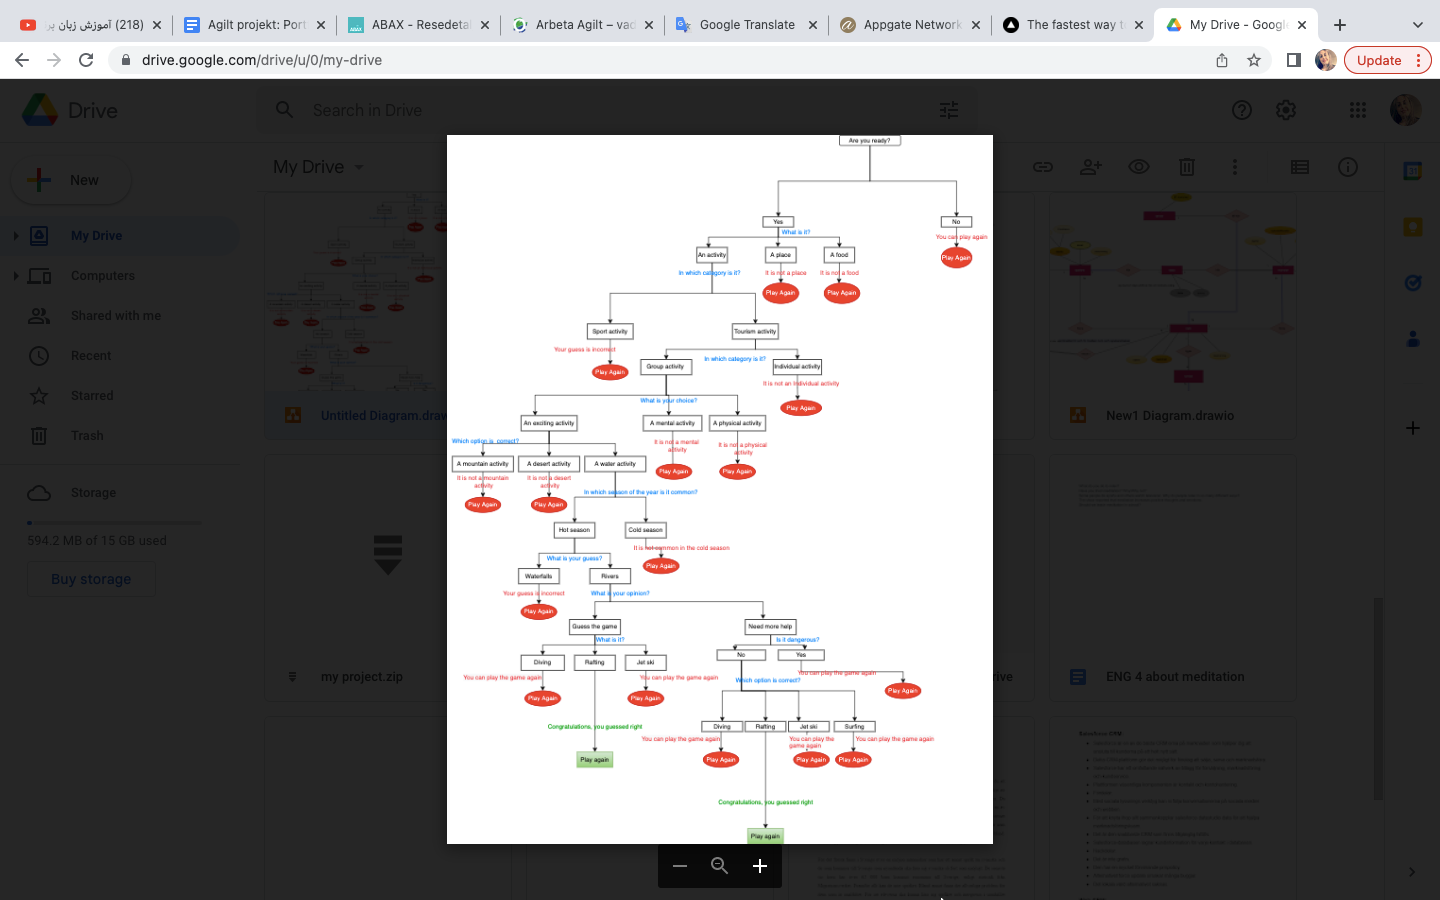 (218) آموزش زبان بر
Agilt projekt: Port
ABAX - Resedetal
Arbeta Agilt – vad
Google Translate
Appgate Network
The fastest way to
My Drive - Google
drive.google.com/drive/u/0/my-drive
Update
Drive
Search in Drive
New
My Drive
My Drive
Computers
Shared with me
Recent
Starred
Trash
Storage
594.2 MB of 15 GB used
Buy storage
Untitled Diagram.draw
New1 Diagram.drawio
my project.zip
rive
ENG 4 about meditation
Are you ready?
Yes
No
What is it?
You can play again
An activity
A place
A food
Play Again
In which category is it?
It is not a place
It is not a food
Play Again
Play Again
Sport activity
Tourism activity
Your guess is incorrect
In which category is it?
Group activity
Individual activity
Play Again
It is not an individual activity
What is your choice?
Play Again
An exciting activity
A mental activity
A physical activity
Which option is correct?
It is not a mental
activity
It is not a physical
activity
A mountain activity
A desert activity
A water activity
Play Again
Play Again
It is not a mountain
activity
It is not a desert
activity
In which season of the year is it common?
Play Again
Play Again
Hot season
Cold season
It is not common in the cold season
What is your guess?
Play Again
Waterfalls
Rivers
Your guess is incorrect
What is your opinion?
Play Again
Guess the game
Need more help
What is it?
Is it dangerous?
No
Yes
Diving
Rafting
Jet ski
You can play the game again
You can play the game again
You can play the game again
Which option is correct?
Play Again
Play Again
Play Again
Congratulations, you guessed right
Diving
Rafting
Jet ski
Surfing
You can play the game again
You can play the
game again
You can play the game again
Play again
Play Again
Play Again
Play Again
Congratulations, you guessed right
Play again